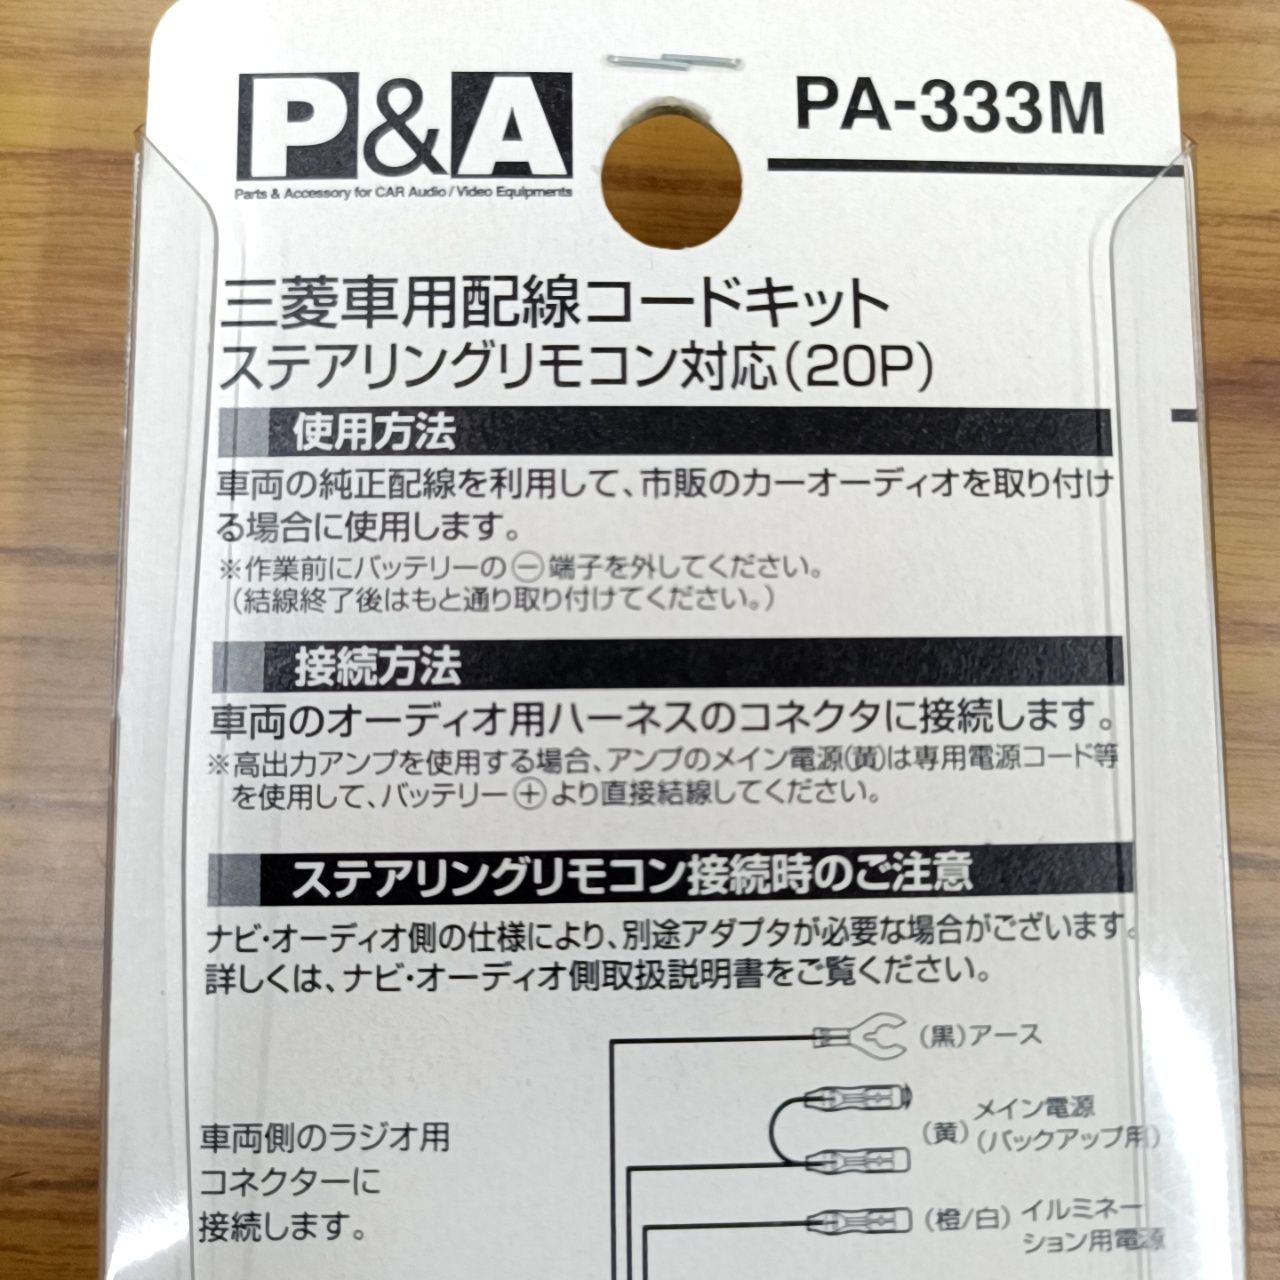 P&A
PA-333M
Parts & Accessory for CAR Audio / Video Equipments
三菱車用配線コードキット
ステアリングリモコン対応(20P)
使用方法
車両の純正配線を利用して、市販のカーオーディオを取り付け
る場合に使用します。
※作業前にバッテリーの⊖端子を外してください。
(結線終了後はもと通り取り付けてください。)
接続方法
車両のオーディオ用ハーネスのコネクタに接続します。
※高出力アンプを使用する場合、アンプのメイン電源(黄)は専用電源コード等
を使用して、バッテリー⊕より直接結線してください。
ステアリングリモコン接続時のご注意
ナビ・オーディオ側の仕様により、別途アダプタが必要な場合がございます。
詳しくは、ナビ・オーディオ側取扱説明書をご覧ください。
(黒)アース
(黄)メイン電源
(バックアップ用)
車両側のラジオ用
コネクターに
接続します。
(橙/白)イルミネー
ション用電源